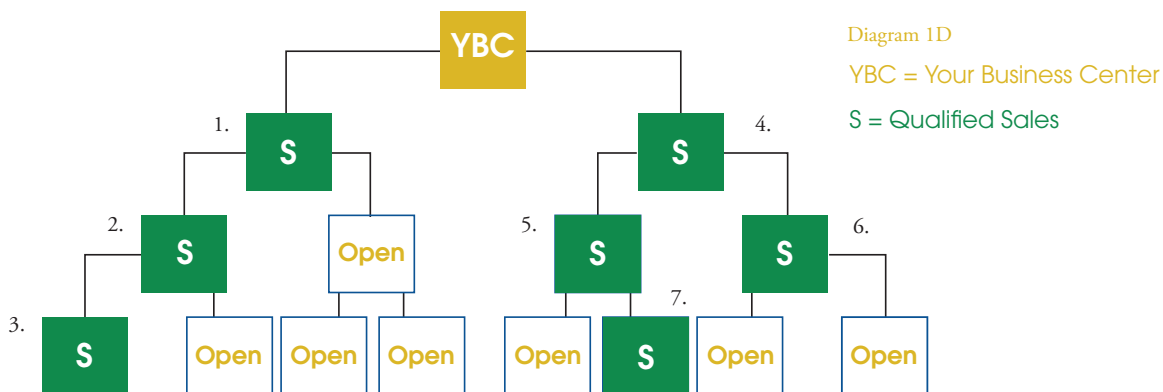 YBC
Diagram 1D
YBC = Your Business Center
S = Qualified Sales
1.
S
4.
S
2.
S
Open
5.
S
6.
S
3.
S
Open
Open
Open
Open
7.
S
Open
Open